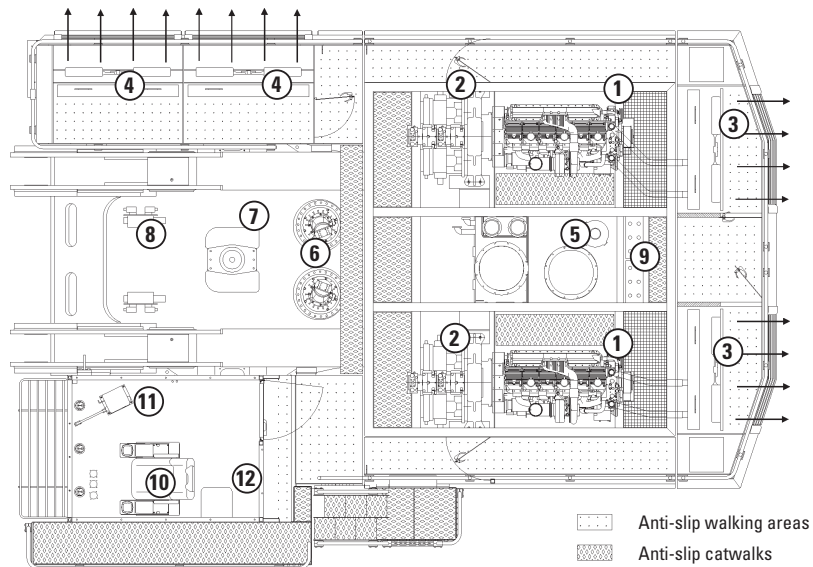 4 4 2 1 3
7 8 6 5 9
2 1 3
11 10 12
Anti-slip walking areas
Anti-slip catwalks